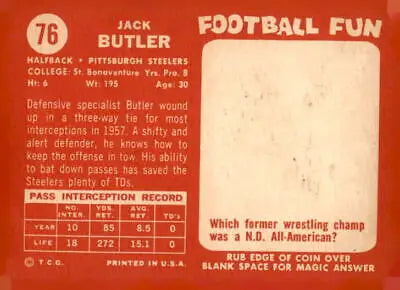 76
JACK
BUTLER
HALFBACK • PITTSBURGH STEELERS
COLLEGE: St. Bonaventure Yrs. Pro. 8
Ht: 6 Wt: 195 Age: 30
Defensive specialist Butler wound
up in a three-way tie for most
interceptions in 1957. A shifty and
alert defender, he knows how to
keep the offense in tow. His ability
to bat down passes has saved the
Steelers plenty of TDs.
PASS INTERCEPTION RECORD
NO. INTER. YDS. RET. AVG. RET. TD's
YEAR 10 85 8.5 0
LIFE 18 272 15.1 0
© T.C.G. PRINTED IN U.S.A.
FOOTBALL FUN
Which former wrestling champ
was a N.D. All-American?
RUB EDGE OF COIN OVER
BLANK SPACE FOR MAGIC ANSWER